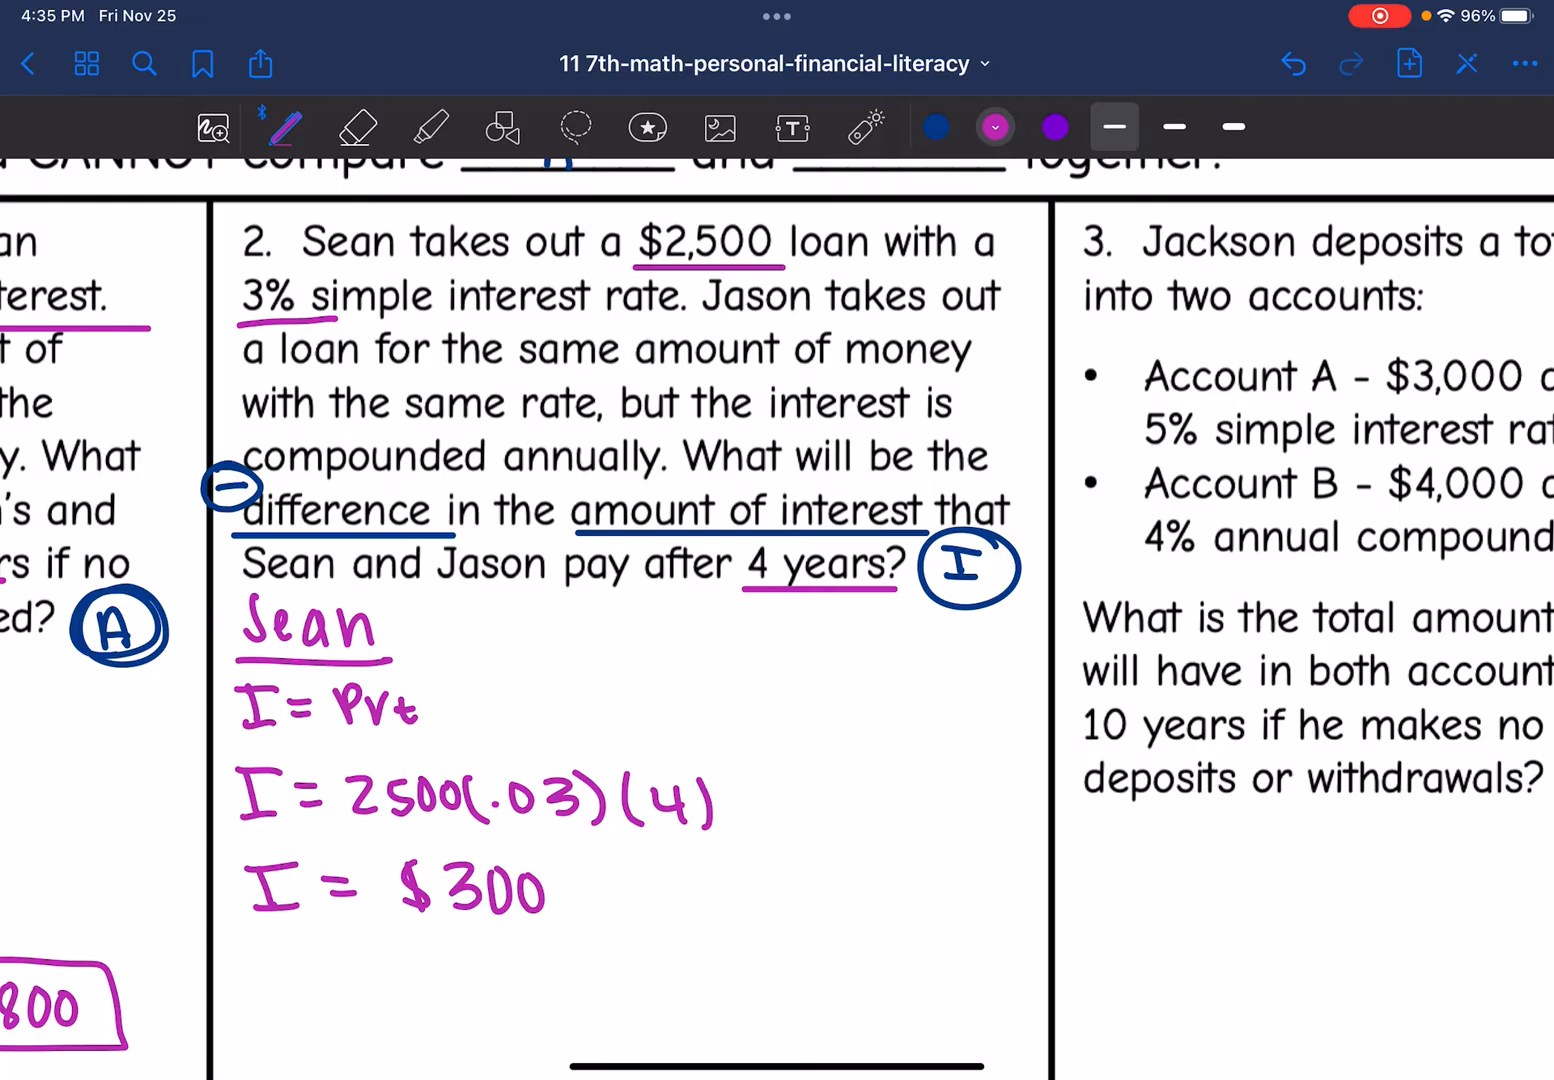 4:35 PM Fri Nov 25
96%
11 7th-math-personal-financial-literacy
T
CANNOT compare A and together.
an
terest.
t of
the
y. What
's and
rs if no
ed? A
800
2. Sean takes out a $2,500 loan with a
3% simple interest rate. Jason takes out
a loan for the same amount of money
with the same rate, but the interest is
compounded annually. What will be the
− difference in the amount of interest that
Sean and Jason pay after 4 years? I
Sean
I = Prt
I = 2500(.03)(4)
I = $300
3. Jackson deposits a to
into two accounts:
• Account A - $3,000
5% simple interest rat
• Account B - $4,000
4% annual compound
What is the total amount
will have in both account
10 years if he makes no
deposits or withdrawals?